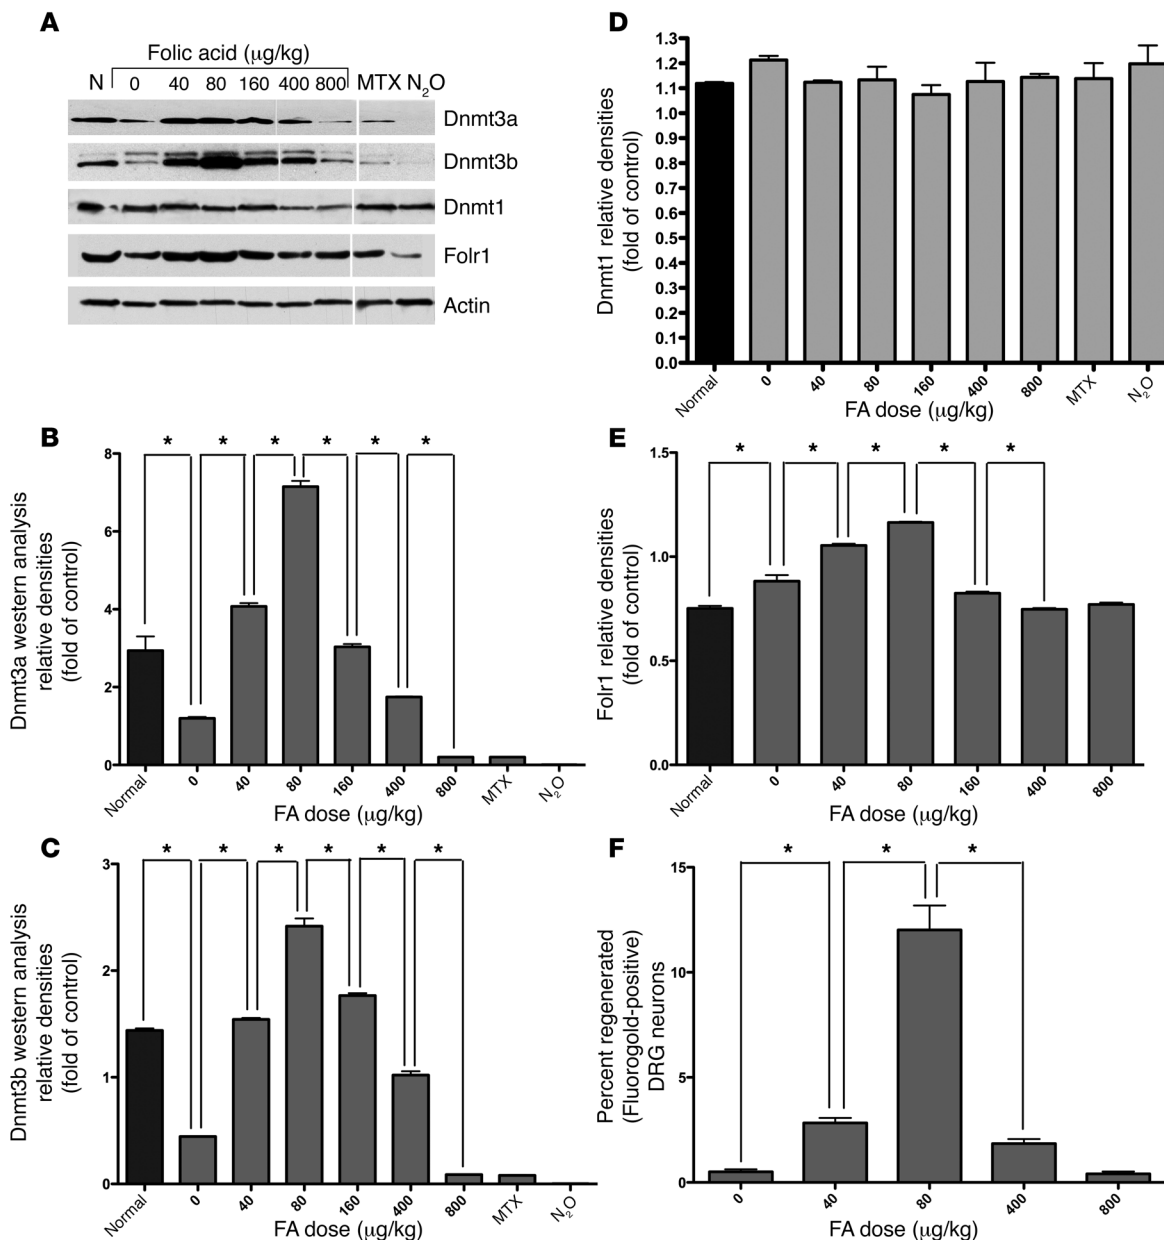 A
Folic acid (μg/kg)
N 0 40 80 160 400 800 MTX N₂O
Dnmt3a
Dnmt3b
Dnmt1
Folr1
Actin
B
* * * * * *
Dnmt3a western analysis
relative densities
(fold of control)
8
6
4
2
0
Normal 0 40 80 160 400 800 MTX N₂O
FA dose (μg/kg)
C
* * * * * *
Dnmt3b western analysis
relative densities
(fold of control)
3
2
1
0
Normal 0 40 80 160 400 800 MTX N₂O
FA dose (μg/kg)
D
Dnmt1 relative densities
(fold of control)
1.3
1.2
1.1
1.0
0.9
0.8
0.7
0.6
0.5
0.4
0.3
0.2
0.1
0.0
Normal 0 40 80 160 400 800 MTX N₂O
FA dose (μg/kg)
E
* * * * *
Folr1 relative densities
(fold of control)
1.5
1.0
0.5
0.0
Normal 0 40 80 160 400 800
FA dose (μg/kg)
F
* * *
Percent regenerated
(Fluorogold-positive)
DRG neurons
15
10
5
0
0 40 80 400 800
FA dose (μg/kg)